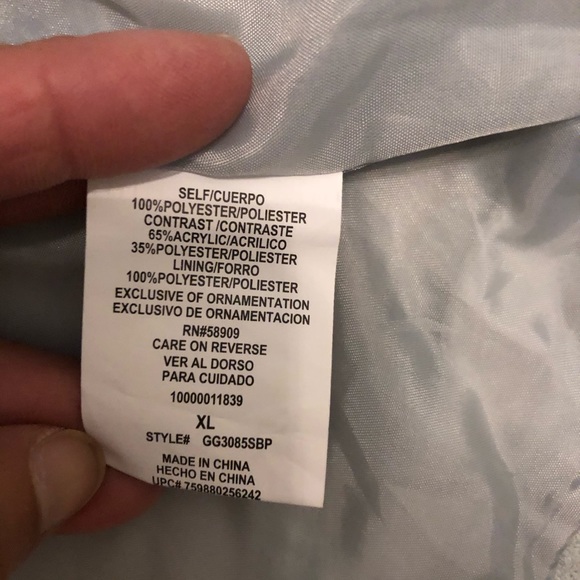 SELF/CUERPO
100%POLYESTER/POLIESTER
CONTRAST /CONTRASTE
65%ACRYLIC/ACRILICO
35%POLYESTER/POLIESTER
LINING/FORRO
100%POLYESTER/POLIESTER
EXCLUSIVE OF ORNAMENTATION
EXCLUSIVO DE ORNAMENTACION
RN#58909
CARE ON REVERSE
VER AL DORSO
PARA CUIDADO
10000011839
XL
STYLE# GG3085SBP
MADE IN CHINA
HECHO EN CHINA
UPC# 759880256242